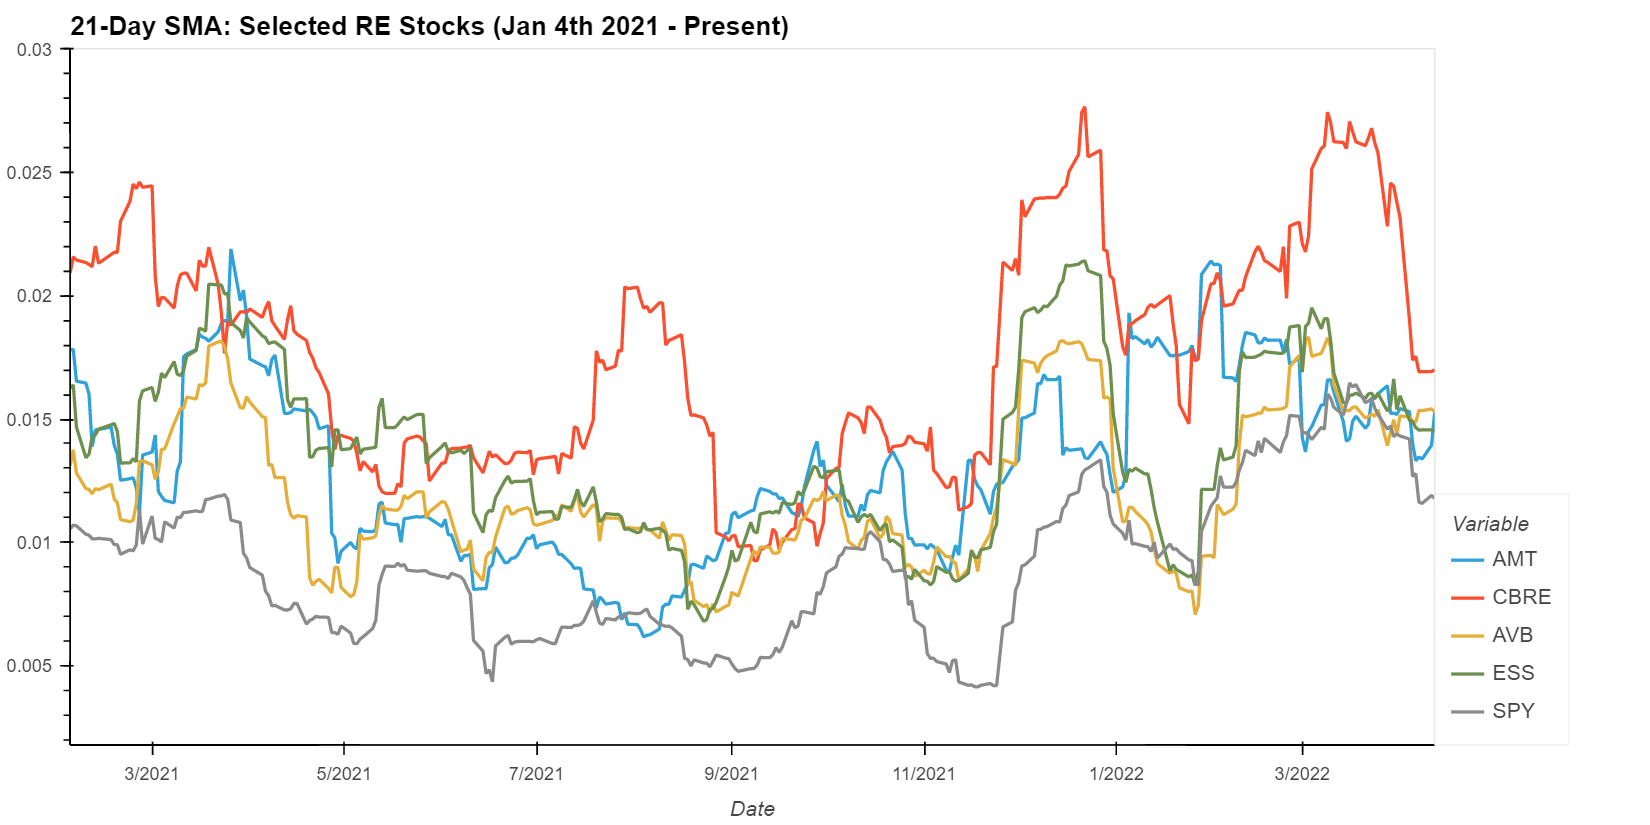 21-Day SMA: Selected RE Stocks (Jan 4th 2021 - Present)
0.03
0.025
0.02
0.015
0.01
0.005
3/2021 5/2021 7/2021 9/2021 11/2021 1/2022 3/2022
Date
Variable
AMT
CBRE
AVB
ESS
SPY